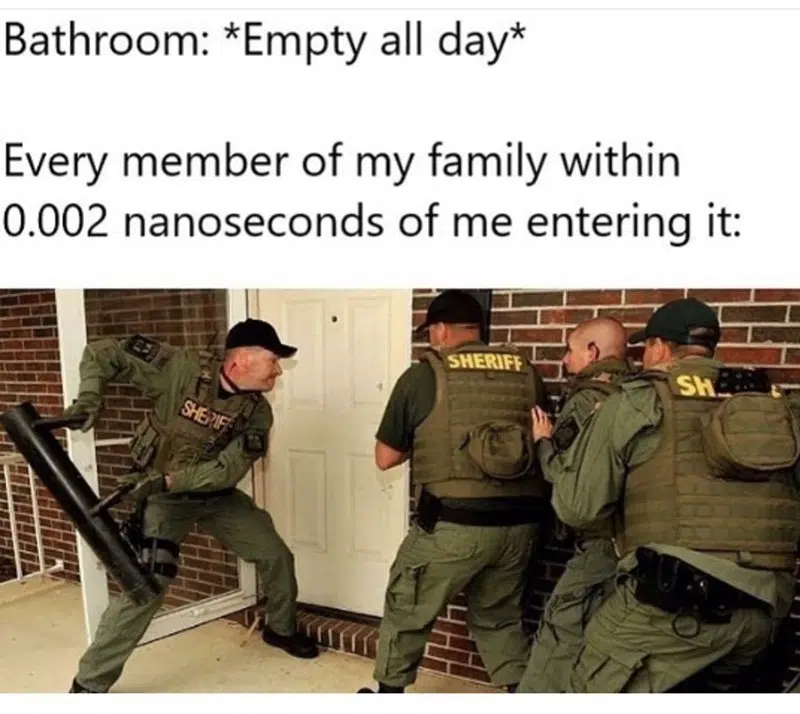 Bathroom: *Empty all day*
Every member of my family within
0.002 nanoseconds of me entering it:
SHERIFF
SHERIFF